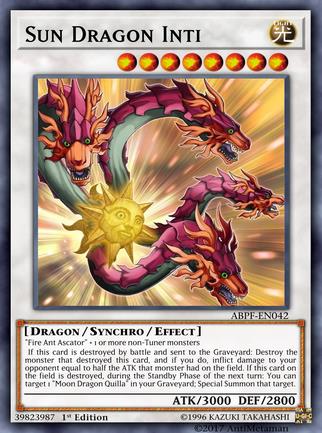 Sun Dragon Inti
LIGHT
光
ABPF-EN042
[Dragon / Synchro / Effect]
"Fire Ant Ascator" + 1 or more non-Tuner monsters
If this card is destroyed by battle and sent to the Graveyard: Destroy the
monster that destroyed this card, and if you do, inflict damage to your
opponent equal to half the ATK that monster had on the field. If this card on
the field is destroyed, during the Standby Phase of the next turn: You can
target 1 "Moon Dragon Quilla" in your Graveyard; Special Summon that target.
ATK/3000 DEF/2800
39823987 1st Edition ©1996 KAZUKI TAKAHASHI
©2017 AntiMetaman